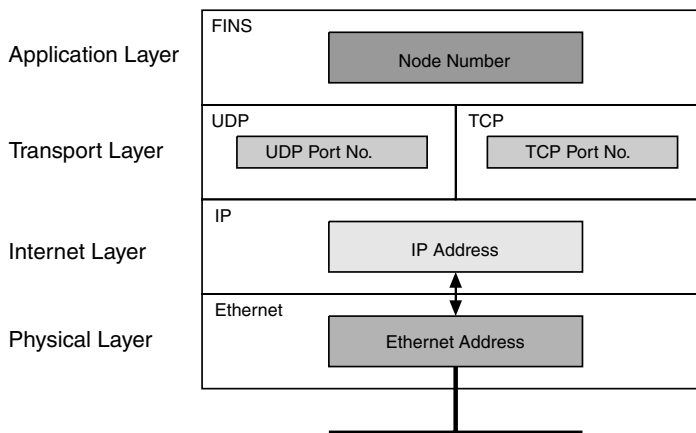 FINS
Application Layer
Node Number
UDP
TCP
Transport Layer
UDP Port No.
TCP Port No.
IP
Internet Layer
IP Address
Ethernet
Physical Layer
Ethernet Address